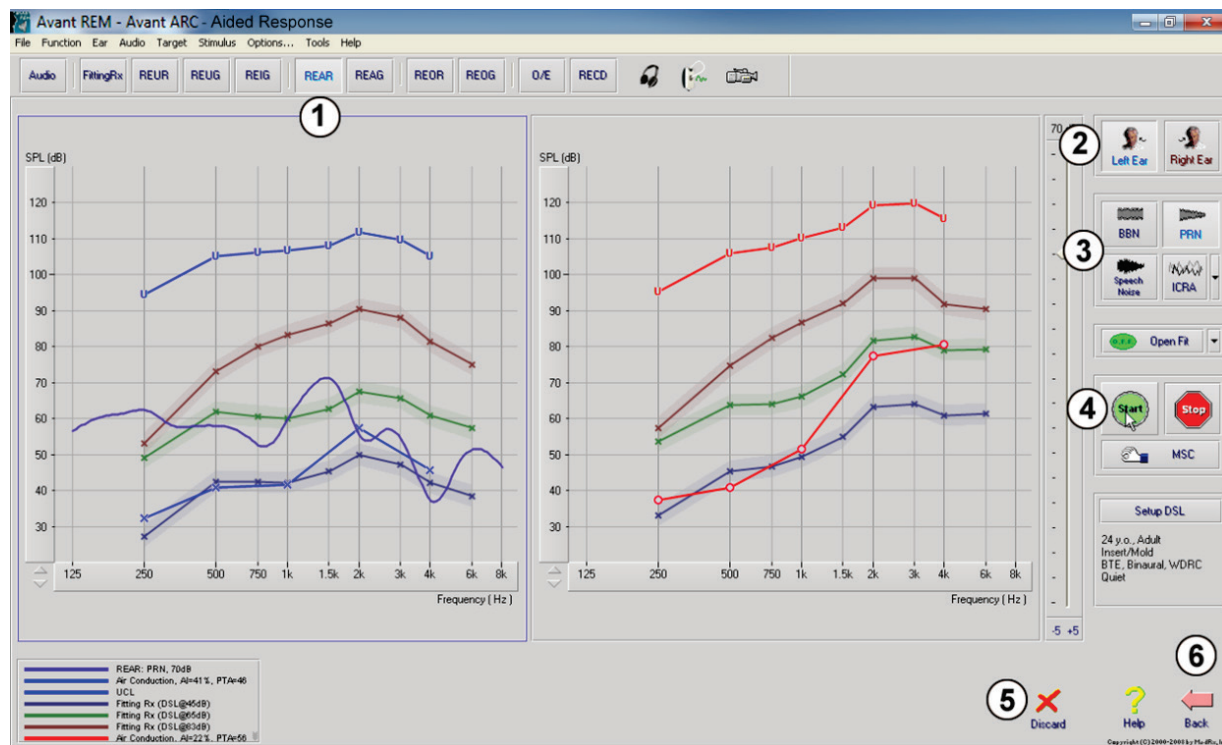 Avant REM - Avant ARC - Aided Response
File Function Ear Audio Target Stimulus Options... Tools Help
Audio FittingRx REUR REUG REIG REAR REAG REOR REOG O/E RECD
1
SPL (dB)
120
110
100
90
80
70
60
50
40
30
125 250 500 750 1k 1.5k 2k 3k 4k 6k 8k
Frequency ( Hz )
SPL (dB)
120
110
100
90
80
70
60
50
40
30
125 250 500 750 1k 1.5k 2k 3k 4k 6k 8k
Frequency ( Hz )
70
-5 +5
2
Left Ear Right Ear
3
BBN PRN
Speech Noise ICRA
Open Fit
4
Start Stop
MSC
Setup DSL
24 y.o., Adult
Insert/Mold
BTE, Binaural, WDRC
Quiet
REAR: PRN, 70dB
Air Conduction, AI=41%, PTA=46
UCL
Fitting Rx (DSL@45dB)
Fitting Rx (DSL@65dB)
Fitting Rx (DSL@83dB)
Air Conduction, AI=22%, PTA=56
5
Discard
Help
6
Back